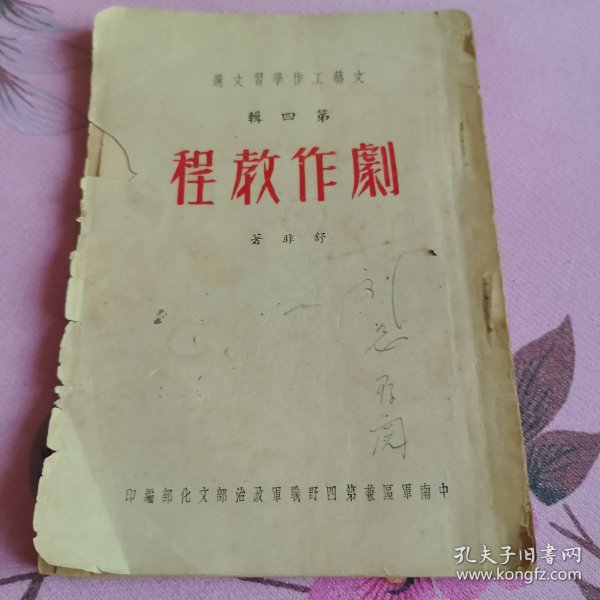 文藝工作學習文選
第四輯
劇作教程
舒非著
中南軍區兼第四野戰軍政治部文化部編印
孔夫子旧书网
www.kongfz.com